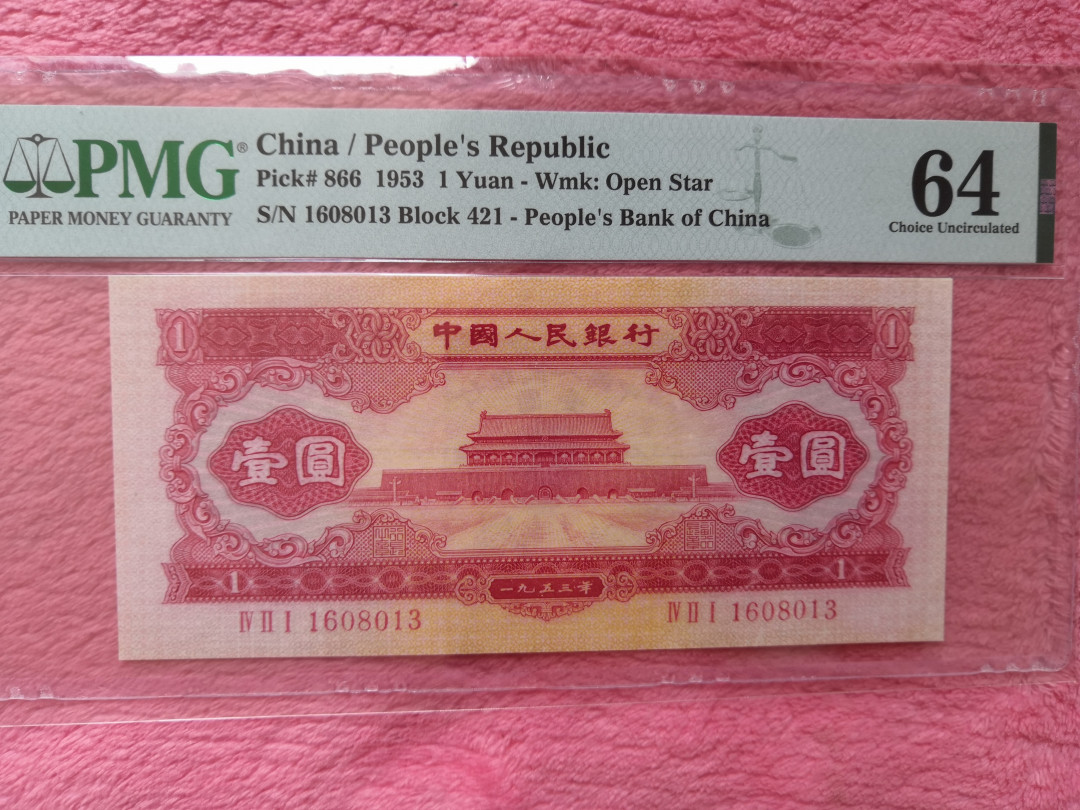 PMG®
PAPER MONEY GUARANTY
China / People's Republic
Pick# 866 1953 1 Yuan - Wmk: Open Star
S/N 1608013 Block 421 - People's Bank of China
64
Choice Uncirculated
1 中國人民銀行 1
壹圓 壹圓
1 一九五三年 1
IV II I 1608013 IV II I 1608013